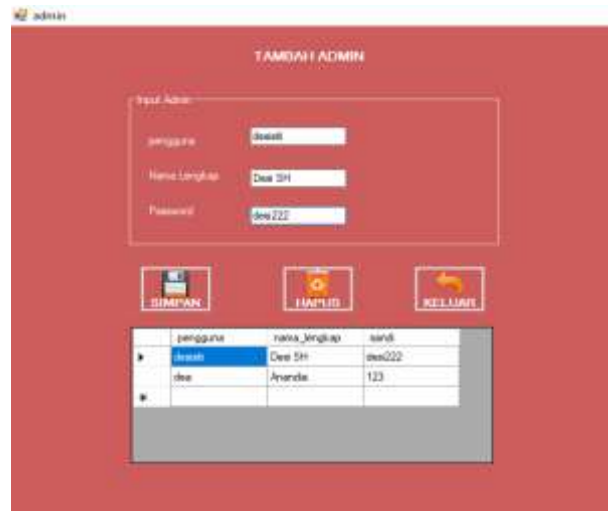 admin
TAMBAH ADMIN
Input Admin
pengguna
Nama Lengkap
Desi SH
Password
desi222
SIMPAN
HAPUS
KELUAR
pengguna nama_lengkap sandi
Desi SH desi222
dea Ananda 123